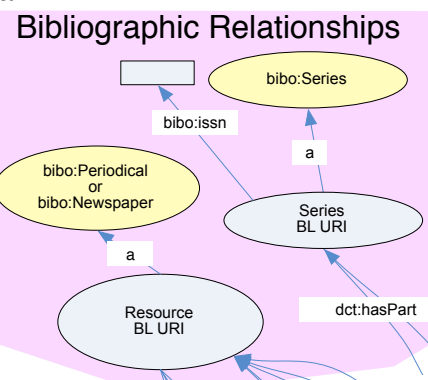 Bibliographic Relationships
bibo:Series
bibo:issn
a
bibo:Periodical
or
bibo:Newspaper
Series
BL URI
a
Resource
BL URI
dct:hasPart